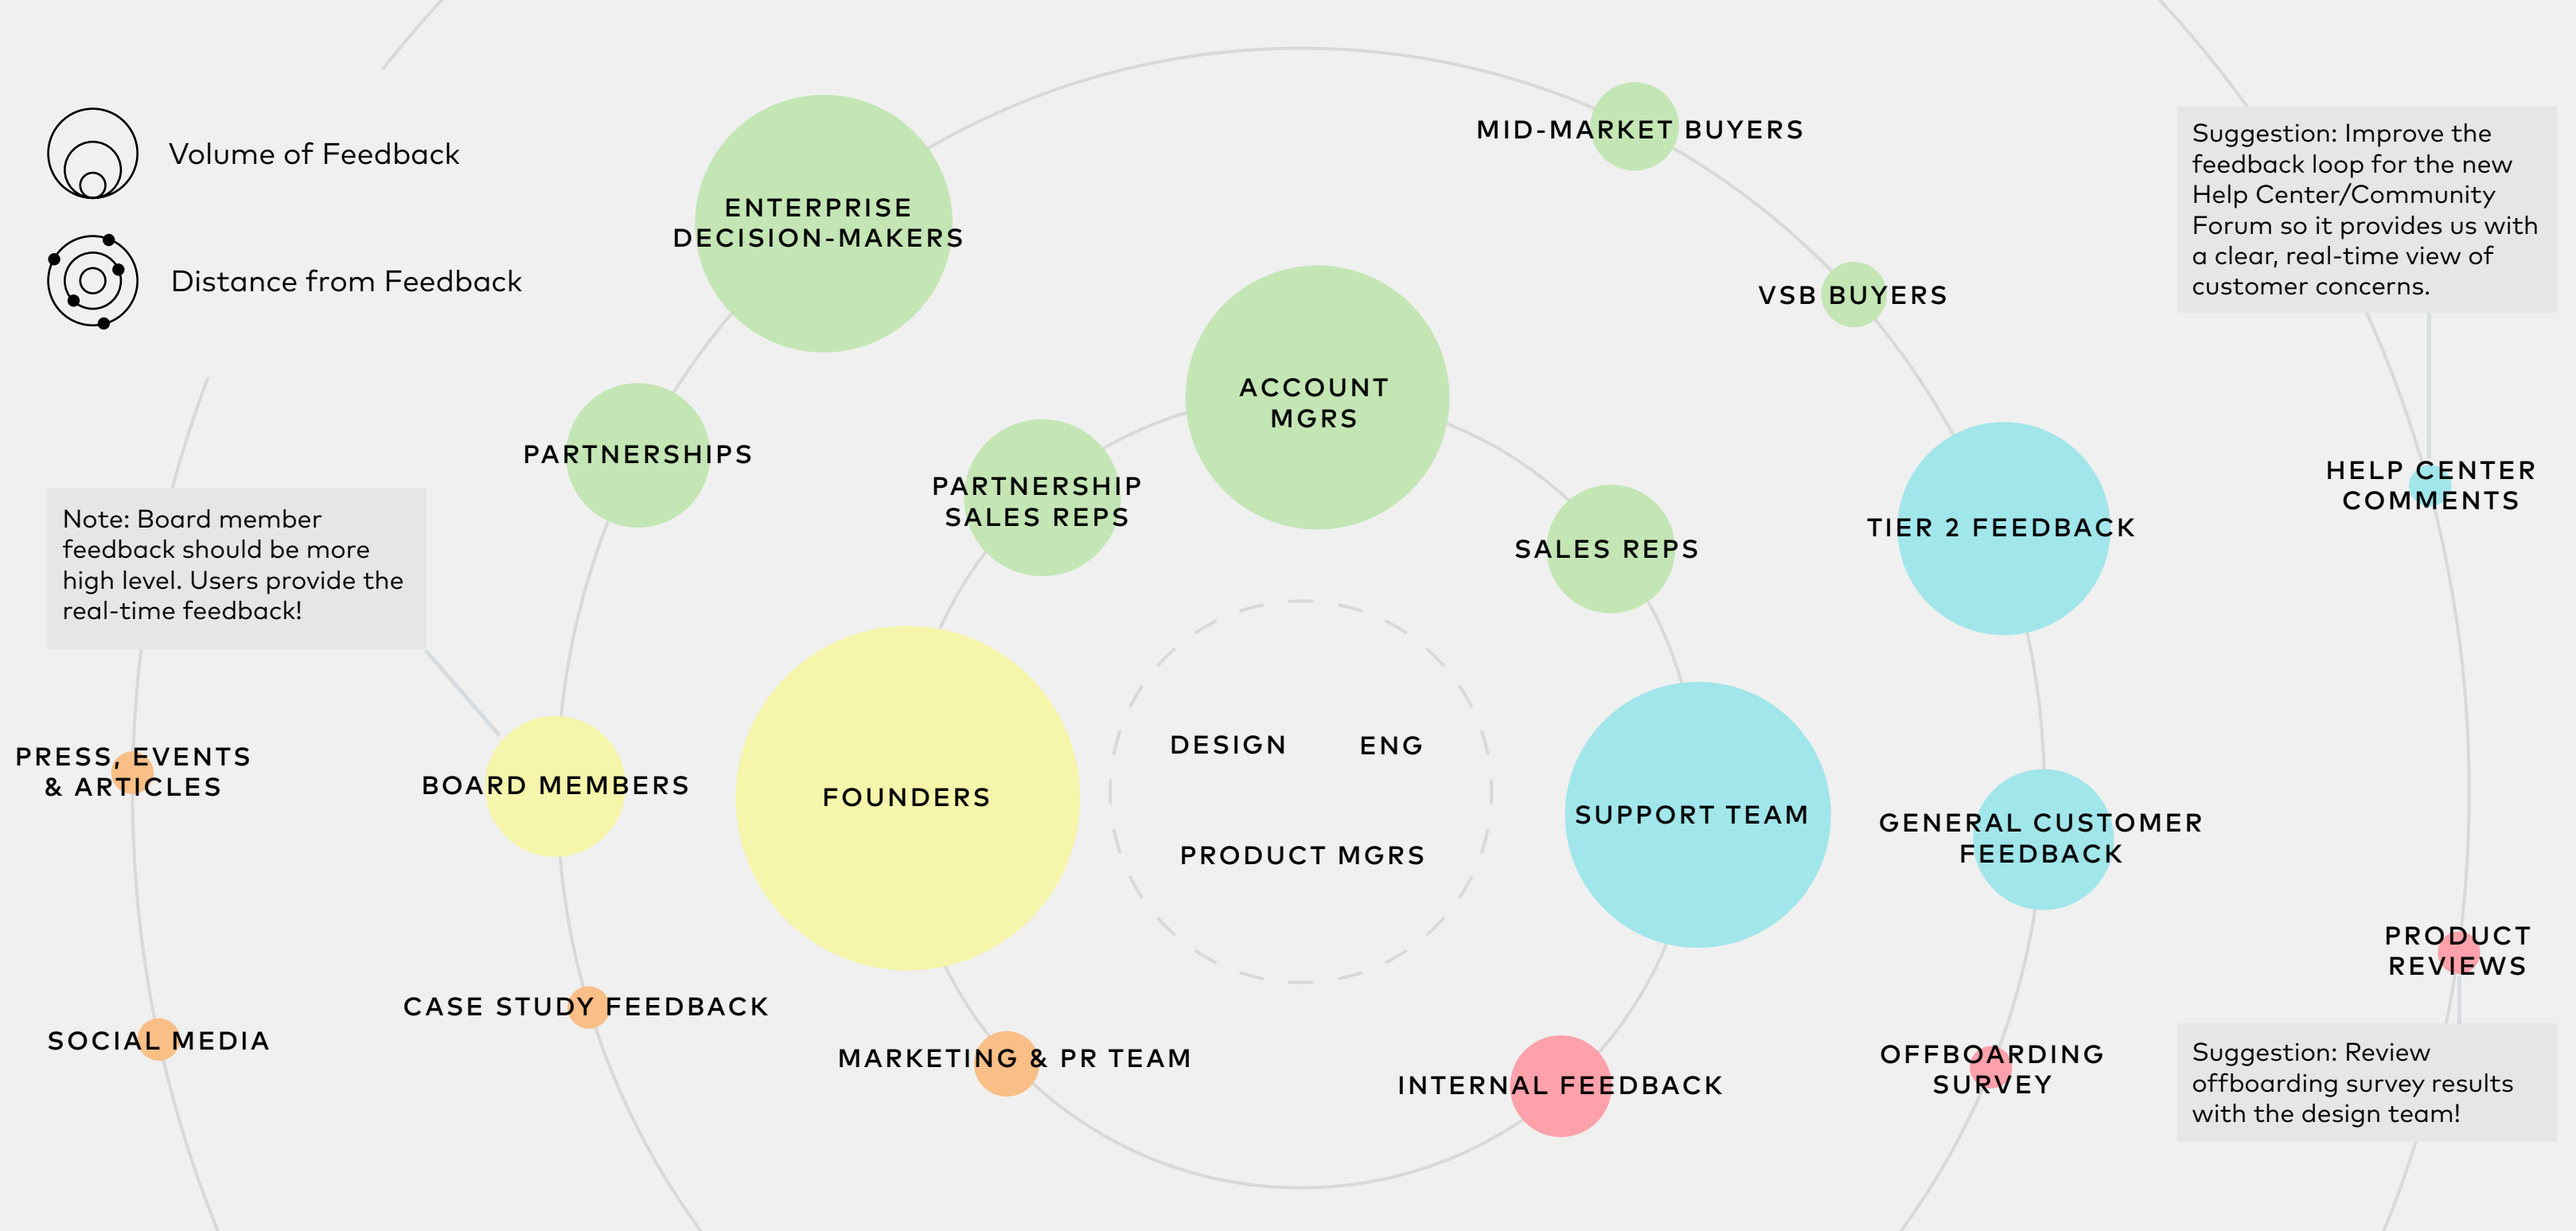 Volume of Feedback
Distance from Feedback
ENTERPRISE
DECISION-MAKERS
MID-MARKET BUYERS
VSB BUYERS
Suggestion: Improve the
feedback loop for the new
Help Center/Community
Forum so it provides us with
a clear, real-time view of
customer concerns.
ACCOUNT
MGRS
PARTNERSHIPS
PARTNERSHIP
SALES REPS
SALES REPS
TIER 2 FEEDBACK
HELP CENTER
COMMENTS
Note: Board member
feedback should be more
high level. Users provide the
real-time feedback!
PRESS, EVENTS
& ARTICLES
BOARD MEMBERS
FOUNDERS
DESIGN
ENG
PRODUCT MGRS
SUPPORT TEAM
GENERAL CUSTOMER
FEEDBACK
PRODUCT
REVIEWS
SOCIAL MEDIA
CASE STUDY FEEDBACK
MARKETING & PR TEAM
INTERNAL FEEDBACK
OFFBOARDING
SURVEY
Suggestion: Review
offboarding survey results
with the design team!